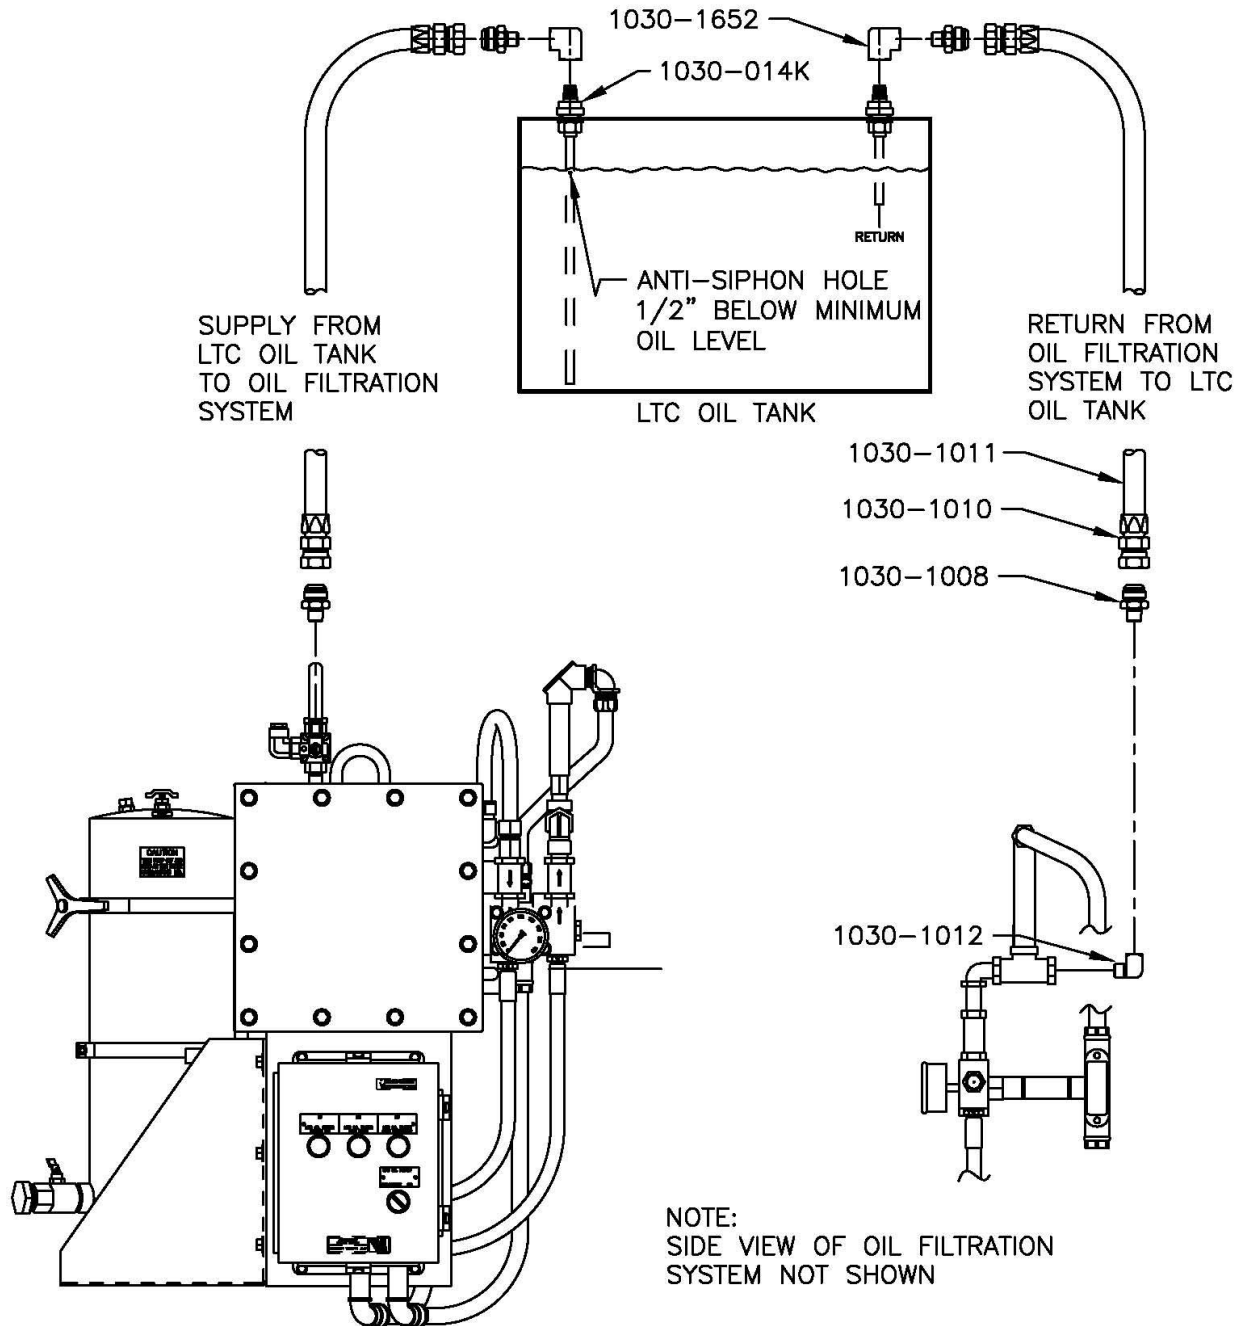 1030-1652
1030-014K
RETURN
ANTI-SIPHON HOLE
1/2" BELOW MINIMUM
OIL LEVEL
SUPPLY FROM
LTC OIL TANK
TO OIL FILTRATION
SYSTEM
LTC OIL TANK
RETURN FROM
OIL FILTRATION
SYSTEM TO LTC
OIL TANK
1030-1011
1030-1010
1030-1008
CAUTION
1030-1012
NOTE:
SIDE VIEW OF OIL FILTRATION
SYSTEM NOT SHOWN